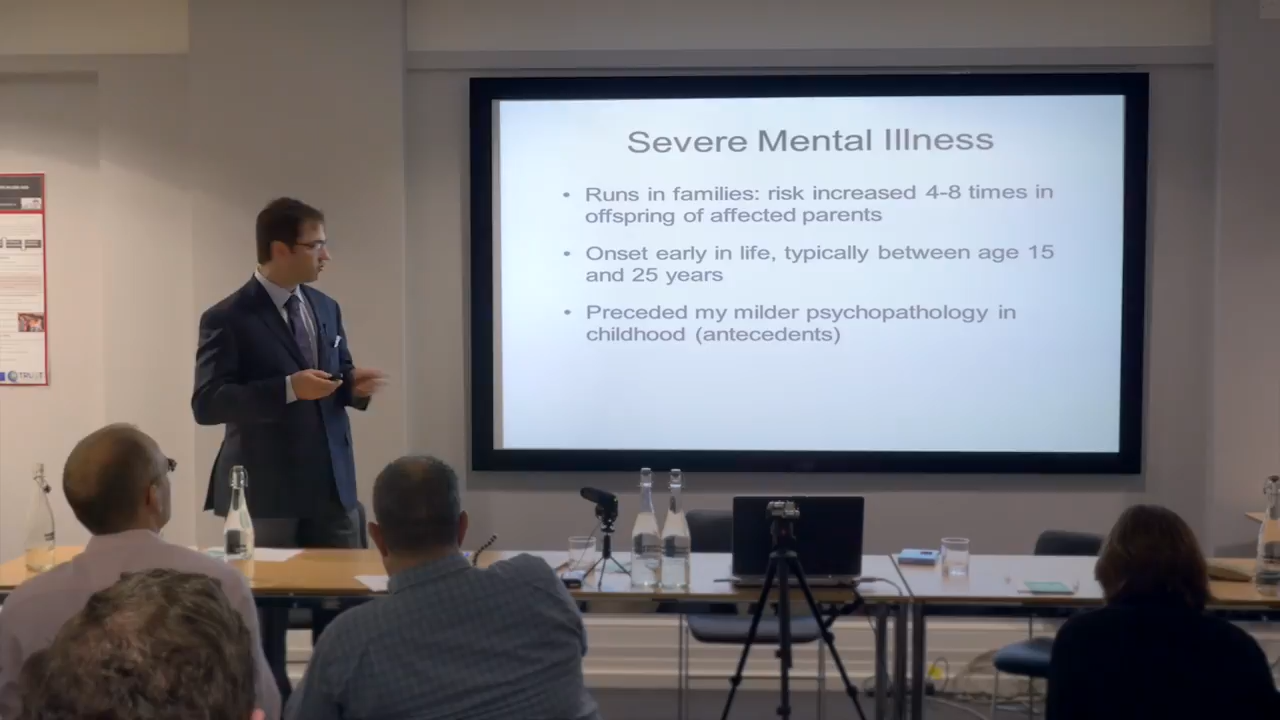 Severe Mental Illness
• Runs in families: risk increased 4-8 times in
offspring of affected parents
• Onset early in life, typically between age 15
and 25 years
• Preceded my milder psychopathology in
childhood (antecedents)